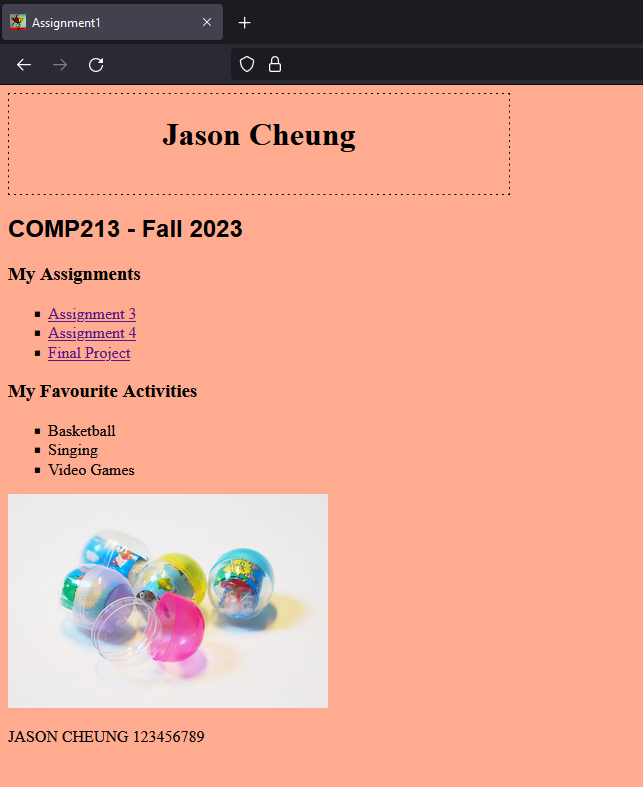 Assignment1
Jason Cheung
COMP213 - Fall 2023
My Assignments
Assignment 3
Assignment 4
Final Project
My Favourite Activities
Basketball
Singing
Video Games
JASON CHEUNG 123456789